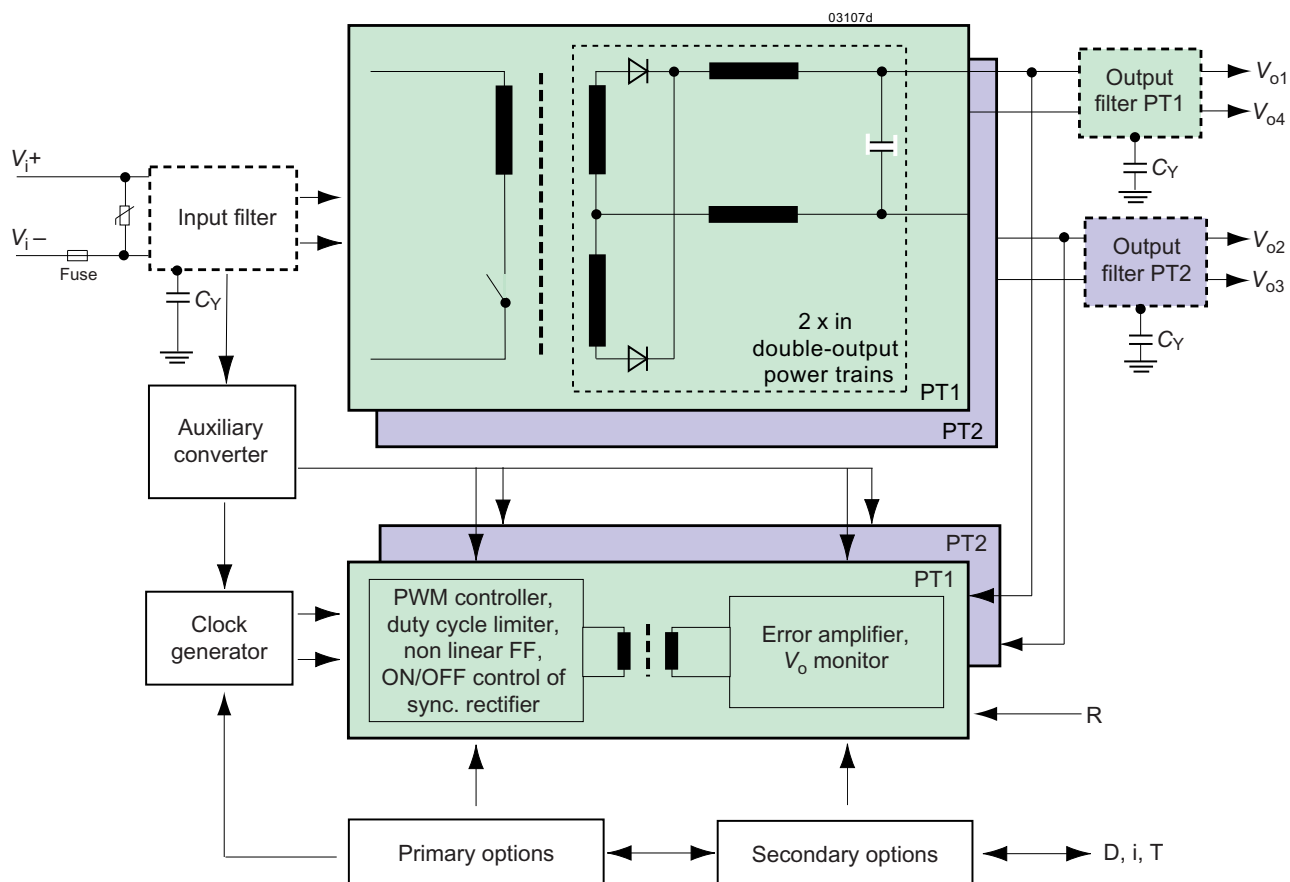 03107d
Output
filter PT1
Vo1
Vo4
CY
Vi+
Input filter
Vi−
Fuse
CY
Output
filter PT2
Vo2
Vo3
CY
2 x in
double-output
power trains
PT1
PT2
Auxiliary
converter
PT2
PT1
Clock
generator
PWM controller,
duty cycle limiter,
non linear FF,
ON/OFF control of
sync. rectifier
Error amplifier,
Vo monitor
R
Primary options
Secondary options
D, i, T